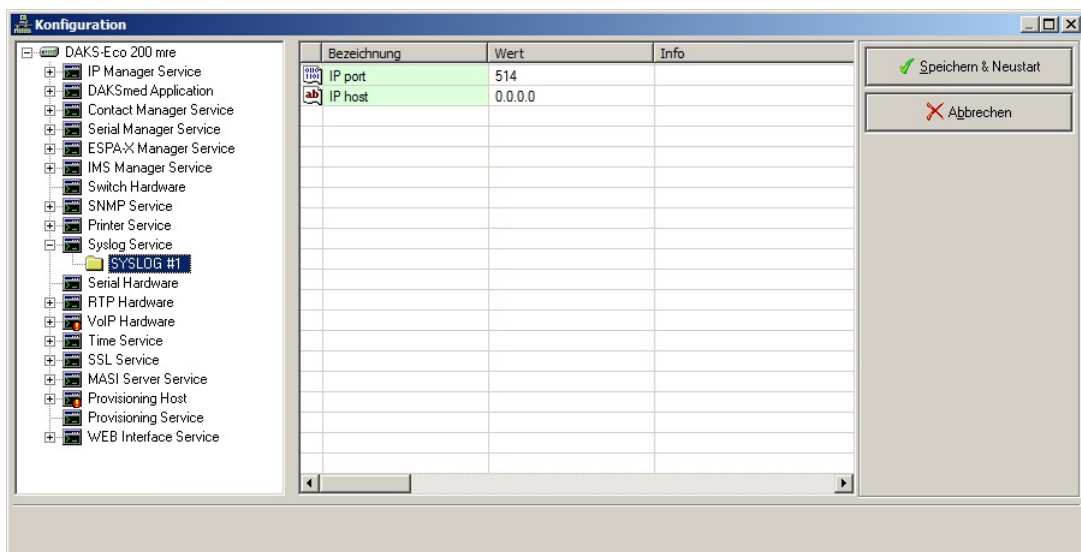 Konfiguration
DAKS-Eco 200 mre
IP Manager Service
DAKSmed Application
Contact Manager Service
Serial Manager Service
ESPA-X Manager Service
IMS Manager Service
Switch Hardware
SNMP Service
Printer Service
Syslog Service
SYSLOG #1
Serial Hardware
RTP Hardware
VoIP Hardware
Time Service
SSL Service
MASI Server Service
Provisioning Host
Provisioning Service
WEB Interface Service
Bezeichnung Wert Info
IP port 514
ab IP host 0.0.0.0
Speichern & Neustart
Abbrechen